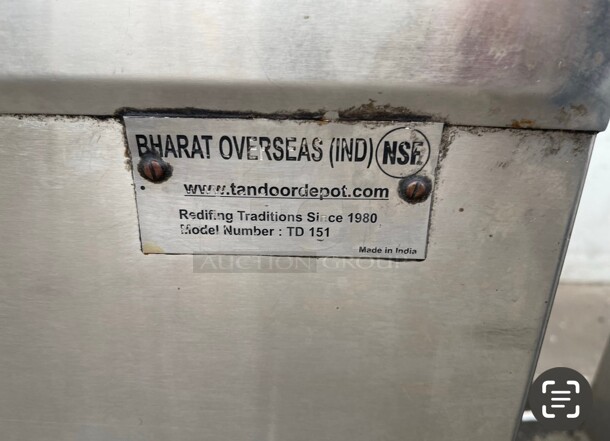 BHARAT OVERSEAS (IND) NSF
www.tandoordepot.com
Redifing Traditions Since 1980
Model Number : TD 151
Made in India
AUCTION GROUP